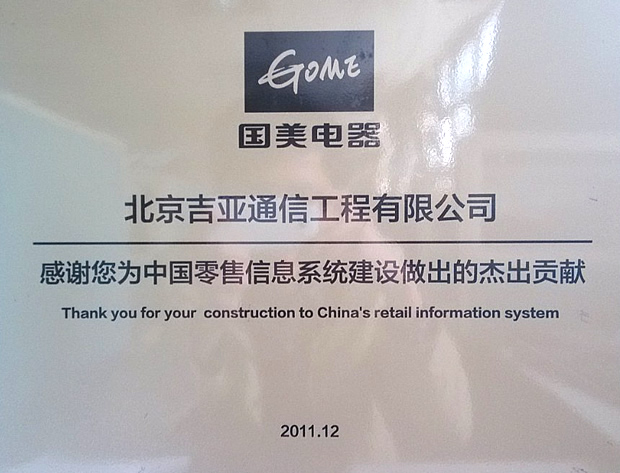 GOME
国美电器
北京吉亚通信工程有限公司
感谢您为中国零售信息系统建设做出的杰出贡献
Thank you for your construction to China's retail information system
2011.12